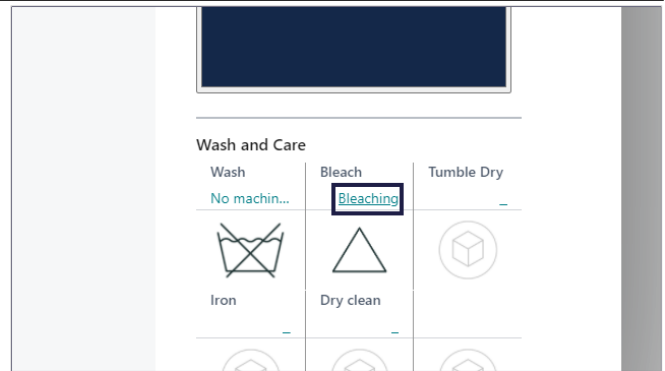 Wash and Care
Wash Bleach Tumble Dry
No machin... Bleaching _
Iron Dry clean
_ _